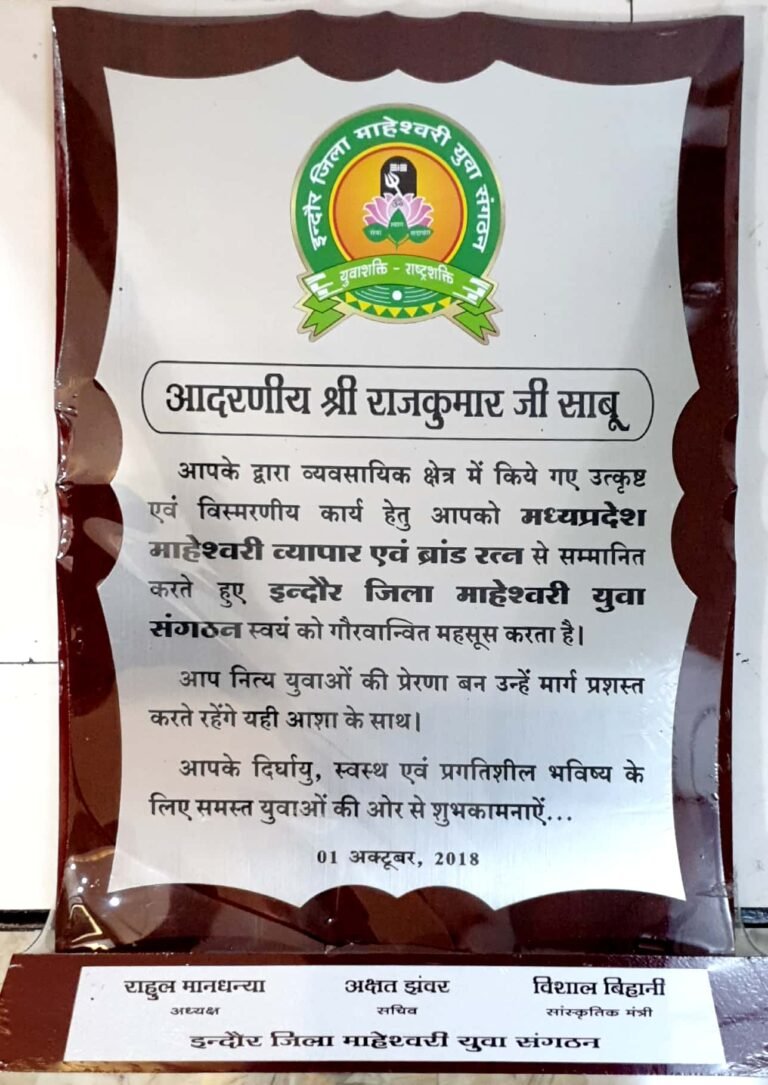 इन्दौर जिला माहेश्वरी युवा संगठन
ॐ
सेवा त्याग सदाचार
युवाशक्ति - राष्ट्रशक्ति
आदरणीय श्री राजकुमार जी साबू
आपके द्वारा व्यवसायिक क्षेत्र में किये गए उत्कृष्ट
एवं विस्मरणीय कार्य हेतु आपको मध्यप्रदेश
माहेश्वरी व्यापार एवं ब्रांड रत्न से सम्मानित
करते हुए इन्दौर जिला माहेश्वरी युवा
संगठन स्वयं को गौरवान्वित महसूस करता है।
आप नित्य युवाओं की प्रेरणा बन उन्हें मार्ग प्रशस्त
करते रहेंगे यही आशा के साथ।
आपके दिर्घायु, स्वस्थ एवं प्रगतिशील भविष्य के
लिए समस्त युवाओं की ओर से शुभकामनाऐं...
01 अक्टूबर, 2018
राहुल मानधन्या अक्षत झंवर विशाल बिहानी
अध्यक्ष सचिव सांस्कृतिक मंत्री
इन्दौर जिला माहेश्वरी युवा संगठन